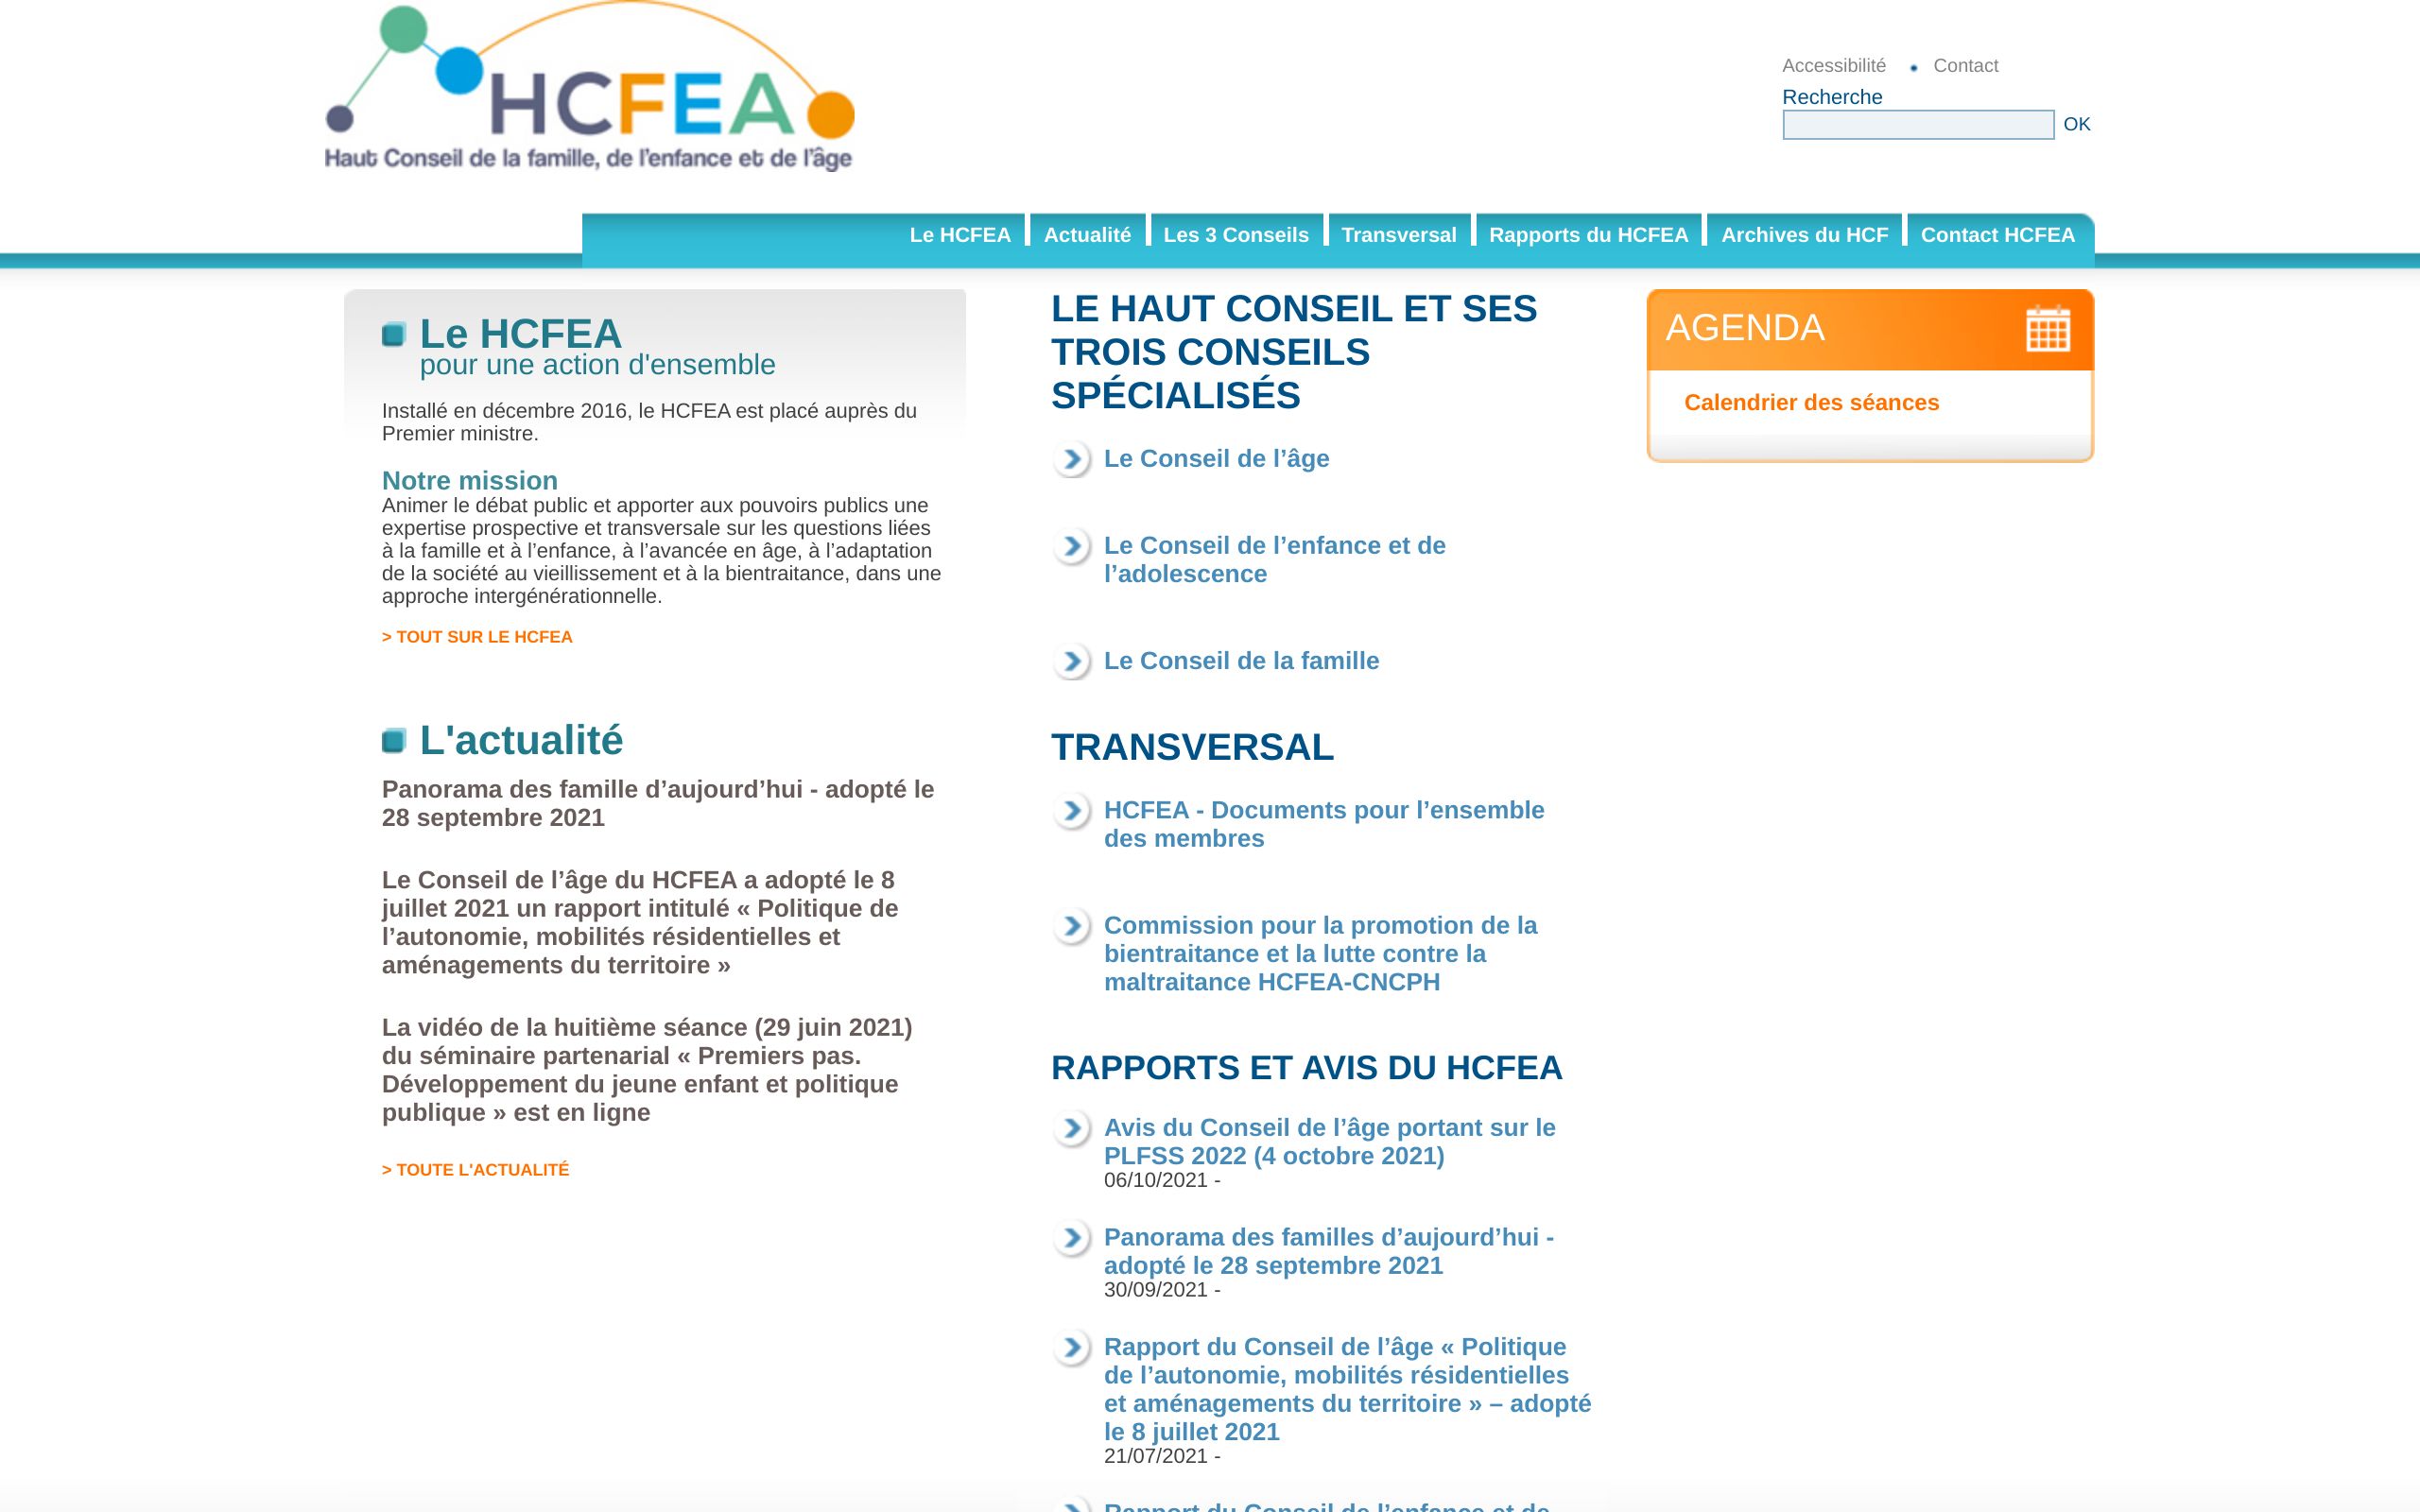 HCFEA
Haut Conseil de la famille, de l'enfance et de l'âge
Accessibilité • Contact
Recherche
OK
Le HCFEA Actualité Les 3 Conseils Transversal Rapports du HCFEA Archives du HCF Contact HCFEA
Le HCFEA
pour une action d'ensemble
Installé en décembre 2016, le HCFEA est placé auprès du
Premier ministre.
Notre mission
Animer le débat public et apporter aux pouvoirs publics une
expertise prospective et transversale sur les questions liées
à la famille et à l’enfance, à l’avancée en âge, à l’adaptation
de la société au vieillissement et à la bientraitance, dans une
approche intergénérationnelle.
> TOUT SUR LE HCFEA
L'actualité
Panorama des famille d’aujourd’hui - adopté le
28 septembre 2021
Le Conseil de l’âge du HCFEA a adopté le 8
juillet 2021 un rapport intitulé « Politique de
l’autonomie, mobilités résidentielles et
aménagements du territoire »
La vidéo de la huitième séance (29 juin 2021)
du séminaire partenarial « Premiers pas.
Développement du jeune enfant et politique
publique » est en ligne
> TOUTE L'ACTUALITÉ
LE HAUT CONSEIL ET SES
TROIS CONSEILS
SPÉCIALISÉS
Le Conseil de l’âge
Le Conseil de l’enfance et de
l’adolescence
Le Conseil de la famille
TRANSVERSAL
HCFEA - Documents pour l’ensemble
des membres
Commission pour la promotion de la
bientraitance et la lutte contre la
maltraitance HCFEA-CNCPH
RAPPORTS ET AVIS DU HCFEA
Avis du Conseil de l’âge portant sur le
PLFSS 2022 (4 octobre 2021)
06/10/2021 -
Panorama des familles d’aujourd’hui -
adopté le 28 septembre 2021
30/09/2021 -
Rapport du Conseil de l’âge « Politique
de l’autonomie, mobilités résidentielles
et aménagements du territoire » – adopté
le 8 juillet 2021
21/07/2021 -
Rapport du Conseil de l’enfance et de
AGENDA
Calendrier des séances